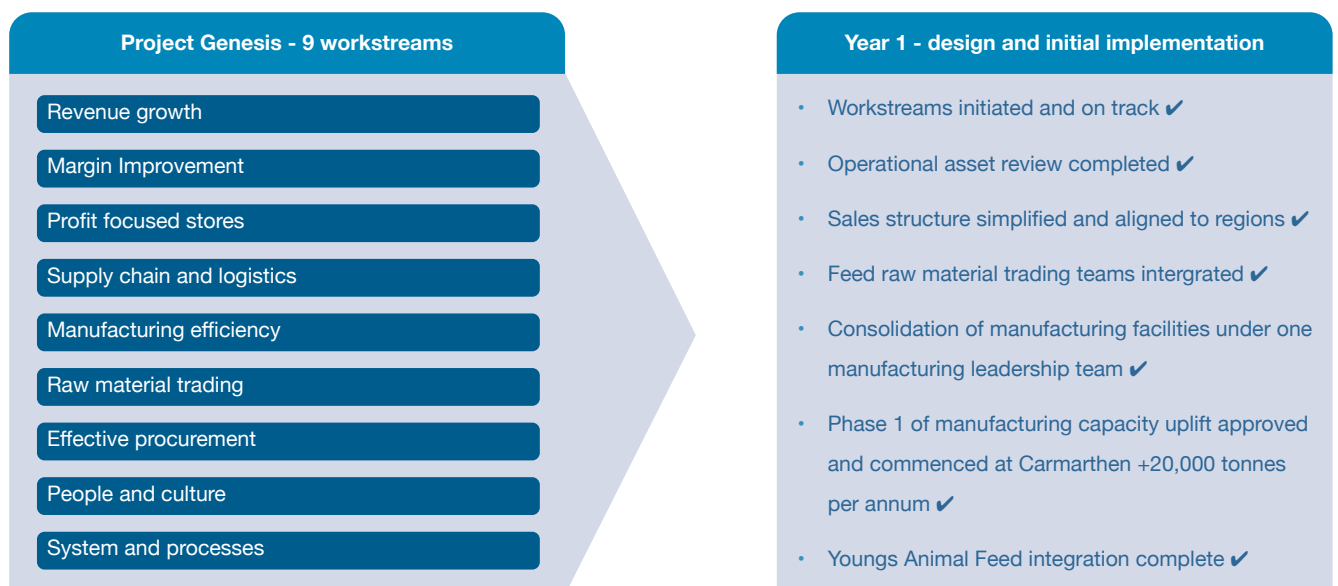 Project Genesis - 9 workstreams
Revenue growth
Margin Improvement
Profit focused stores
Supply chain and logistics
Manufacturing efficiency
Raw material trading
Effective procurement
People and culture
System and processes
Year 1 - design and initial implementation
• Workstreams initiated and on track ✔
• Operational asset review completed ✔
• Sales structure simplified and aligned to regions ✔
• Feed raw material trading teams intergrated ✔
• Consolidation of manufacturing facilities under one
manufacturing leadership team ✔
• Phase 1 of manufacturing capacity uplift approved
and commenced at Carmarthen +20,000 tonnes
per annum ✔
• Youngs Animal Feed integration complete ✔